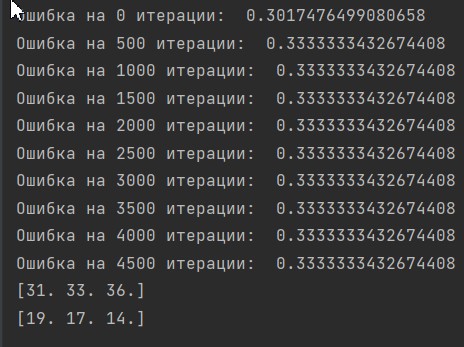 Ошибка на 0 итерации:  0.3017476499080658
Ошибка на 500 итерации:  0.3333333432674408
Ошибка на 1000 итерации:  0.3333333432674408
Ошибка на 1500 итерации:  0.3333333432674408
Ошибка на 2000 итерации:  0.3333333432674408
Ошибка на 2500 итерации:  0.3333333432674408
Ошибка на 3000 итерации:  0.3333333432674408
Ошибка на 3500 итерации:  0.3333333432674408
Ошибка на 4000 итерации:  0.3333333432674408
Ошибка на 4500 итерации:  0.3333333432674408
[31. 33. 36.]
[19. 17. 14.]